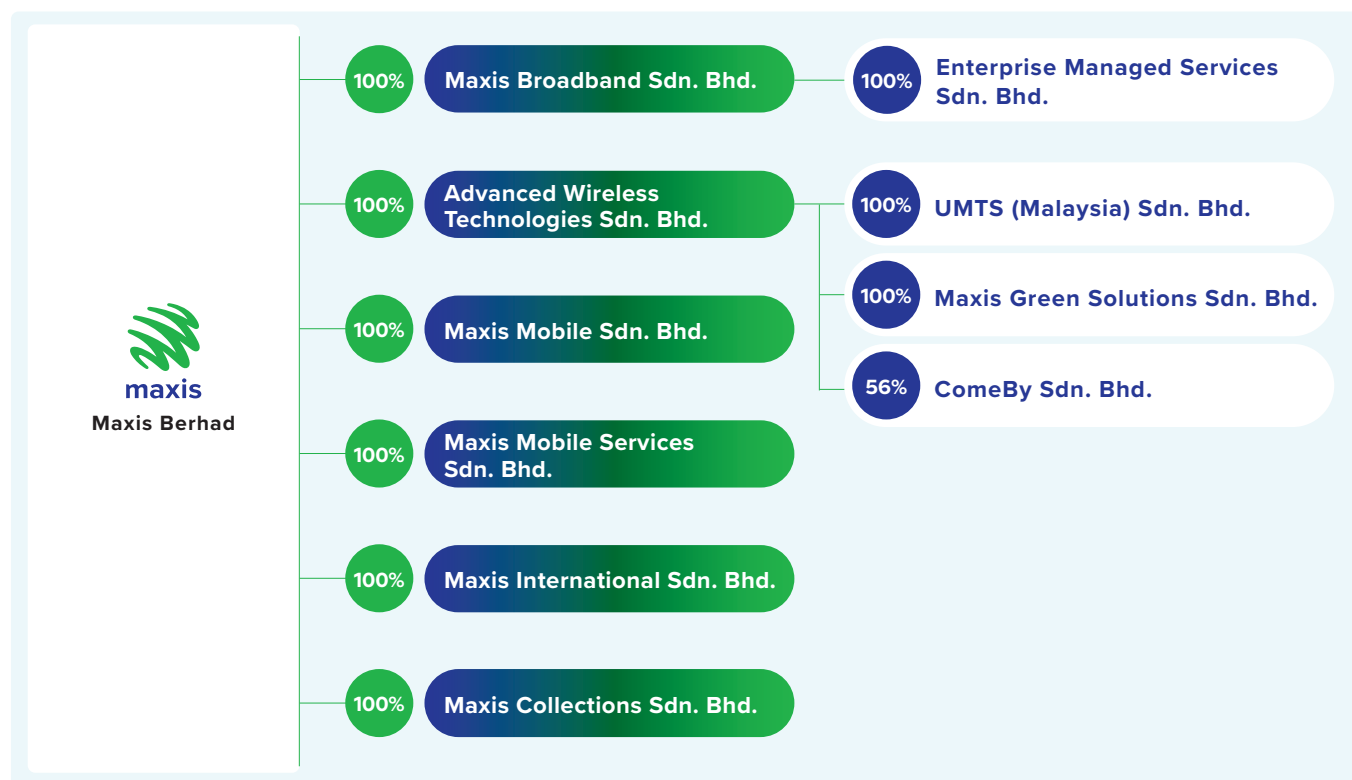 maxis
Maxis Berhad
100%
Maxis Broadband Sdn. Bhd.
100%
Enterprise Managed Services
Sdn. Bhd.
100%
Advanced Wireless
Technologies Sdn. Bhd.
100%
UMTS (Malaysia) Sdn. Bhd.
100%
Maxis Green Solutions Sdn. Bhd.
56%
ComeBy Sdn. Bhd.
100%
Maxis Mobile Sdn. Bhd.
100%
Maxis Mobile Services
Sdn. Bhd.
100%
Maxis International Sdn. Bhd.
100%
Maxis Collections Sdn. Bhd.